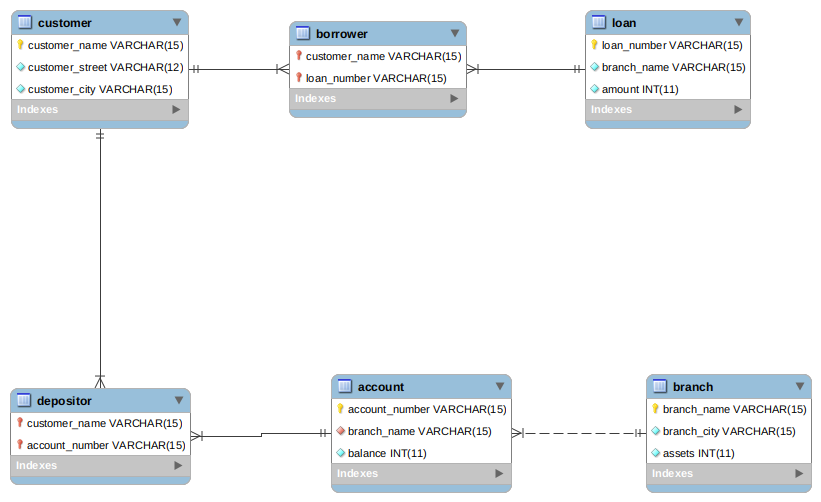 customer
customer_name VARCHAR(15)
customer_street VARCHAR(12)
customer_city VARCHAR(15)
Indexes
borrower
customer_name VARCHAR(15)
loan_number VARCHAR(15)
Indexes
loan
loan_number VARCHAR(15)
branch_name VARCHAR(15)
amount INT(11)
Indexes
depositor
customer_name VARCHAR(15)
account_number VARCHAR(15)
Indexes
account
account_number VARCHAR(15)
branch_name VARCHAR(15)
balance INT(11)
Indexes
branch
branch_name VARCHAR(15)
branch_city VARCHAR(15)
assets INT(11)
Indexes